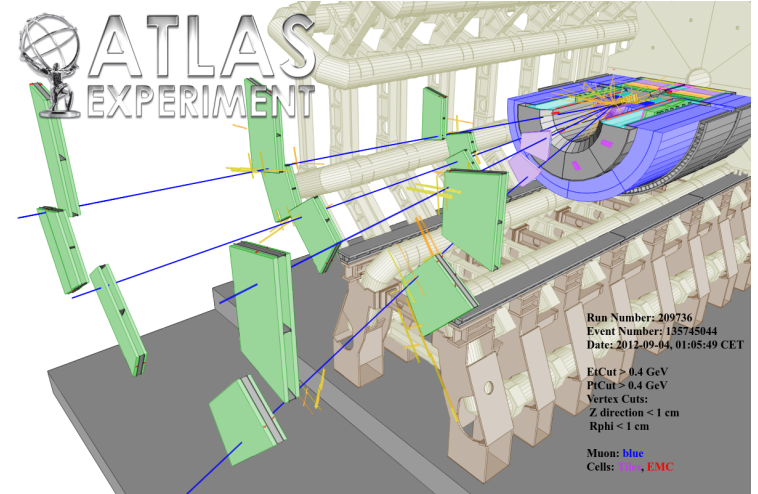 ATLAS
EXPERIMENT
Run Number: 209736
Event Number: 135745044
Date: 2012-09-04, 01:05:49 CET
EtCut > 0.4 GeV
PtCut > 0.4 GeV
Vertex Cuts:
Z direction < 1 cm
Rphi < 1 cm
Muon: blue
Cells: Tiles, EMC